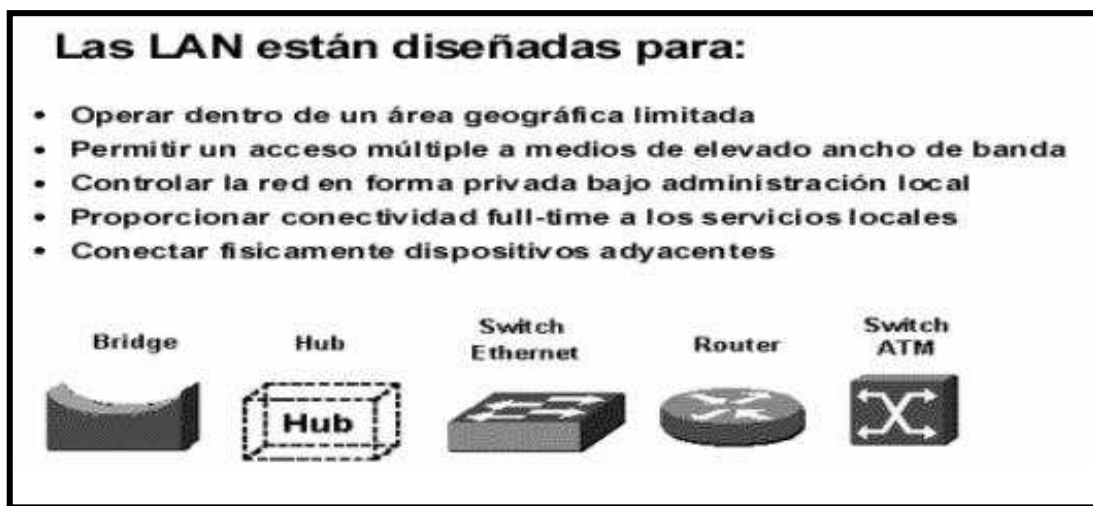 Las LAN están diseñadas para:
• Operar dentro de un área geográfica limitada
• Permitir un acceso múltiple a medios de elevado ancho de banda
• Controlar la red en forma privada bajo administración local
• Proporcionar conectividad full-time a los servicios locales
• Conectar fisicamente dispositivos adyacentes
Bridge
Hub
Switch
Ethernet
Router
Switch
ATM
Hub